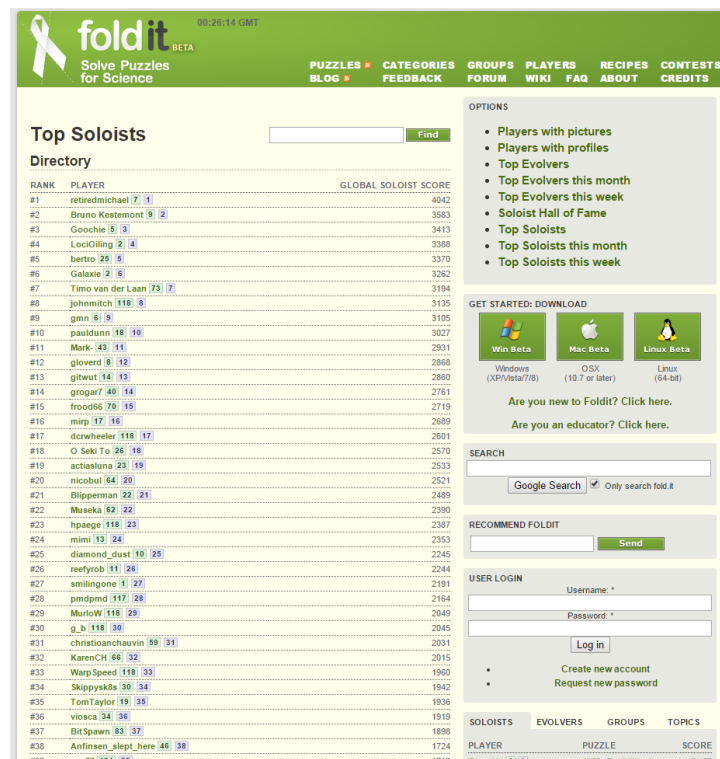 00:26:14 GMT
foldit BETA
Solve Puzzles
for Science
PUZZLES CATEGORIES GROUPS PLAYERS RECIPES CONTESTS
BLOG FEEDBACK FORUM WIKI FAQ ABOUT CREDITS
Top Soloists
Find
Directory
RANK PLAYER GLOBAL SOLOIST SCORE
#1 retiredmichael 7 1 4042
#2 Bruno Kestemont 9 2 3583
#3 Goochie 5 3 3413
#4 LociOiling 2 4 3388
#5 bertro 25 5 3370
#6 Galaxie 2 6 3262
#7 Timo van der Laan 73 7 3194
#8 johnmitch 118 8 3135
#9 gmn 6 9 3105
#10 pauldunn 18 10 3027
#11 Mark- 43 11 2931
#12 gloverd 8 12 2868
#13 gitwut 14 13 2860
#14 grogar7 40 14 2761
#15 frood66 70 15 2719
#16 mirp 17 16 2689
#17 dcrwheeler 118 17 2601
#18 O Seki To 26 18 2570
#19 actiasluna 23 19 2533
#20 nicobul 64 20 2521
#21 Blipperman 22 21 2489
#22 Museka 62 22 2390
#23 hpaege 118 23 2387
#24 mimi 13 24 2353
#25 diamond_dust 10 25 2245
#26 reefyrob 11 26 2244
#27 smilingone 1 27 2191
#28 pmdpmd 117 28 2164
#29 MurloW 118 29 2049
#30 g_b 118 30 2045
#31 christioanchauvin 59 31 2031
#32 KarenCH 66 32 2015
#33 WarpSpeed 118 33 1960
#34 Skippysk8s 30 34 1942
#35 TomTaylor 19 35 1936
#36 viosca 34 36 1919
#37 BitSpawn 83 37 1898
#38 Anfinsen_slept_here 46 38 1724
OPTIONS
Players with pictures
Players with profiles
Top Evolvers
Top Evolvers this month
Top Evolvers this week
Soloist Hall of Fame
Top Soloists
Top Soloists this month
Top Soloists this week
GET STARTED: DOWNLOAD
Win Beta Mac Beta Linux Beta
Windows OSX Linux
(XP/Vista/7/8) (10.7 or later) (64-bit)
Are you new to Foldit? Click here.
Are you an educator? Click here.
SEARCH
Google Search Only search fold.it
RECOMMEND FOLDIT
Send
USER LOGIN
Username: *
Password: *
Log in
Create new account
Request new password
SOLOISTS EVOLVERS GROUPS TOPICS
PLAYER PUZZLE SCORE